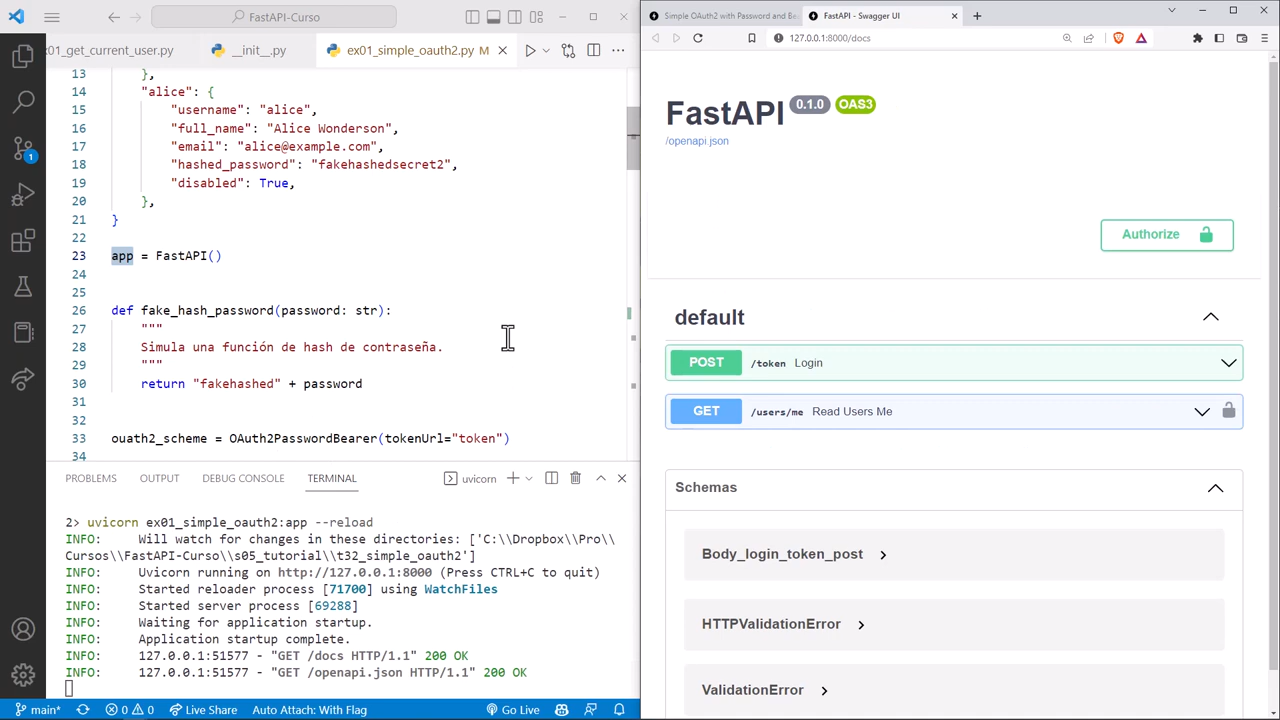 FastAPI-Curso
01_get_current_user.py
__init__.py
ex01_simple_oauth2.py M
13 },
14 "alice": {
15 "username": "alice",
16 "full_name": "Alice Wonderson",
17 "email": "alice@example.com",
18 "hashed_password": "fakehashedsecret2",
19 "disabled": True,
20 },
21 }
22
23 app = FastAPI()
24
25
26 def fake_hash_password(password: str):
27 """
28 Simula una función de hash de contraseña.
29 """
30 return "fakehashed" + password
31
32
33 ouath2_scheme = OAuth2PasswordBearer(tokenUrl="token")
34
PROBLEMS OUTPUT DEBUG CONSOLE TERMINAL uvicorn
2> uvicorn ex01_simple_oauth2:app --reload
INFO: Will watch for changes in these directories: ['C:\\Dropbox\\Pro\\
Cursos\\FastAPI-Curso\\s05_tutorial\\t32_simple_oauth2']
INFO: Uvicorn running on http://127.0.0.1:8000 (Press CTRL+C to quit)
INFO: Started reloader process [71700] using WatchFiles
INFO: Started server process [69288]
INFO: Waiting for application startup.
INFO: Application startup complete.
INFO: 127.0.0.1:51577 - "GET /docs HTTP/1.1" 200 OK
INFO: 127.0.0.1:51577 - "GET /openapi.json HTTP/1.1" 200 OK
1
main* 0 0 Live Share Auto Attach: With Flag Go Live
Simple OAuth2 with Password and Be
FastAPI - Swagger UI
127.0.0.1:8000/docs
FastAPI 0.1.0 OAS3
/openapi.json
Authorize
default
POST /token Login
GET /users/me Read Users Me
Schemas
Body_login_token_post
HTTPValidationError
ValidationError